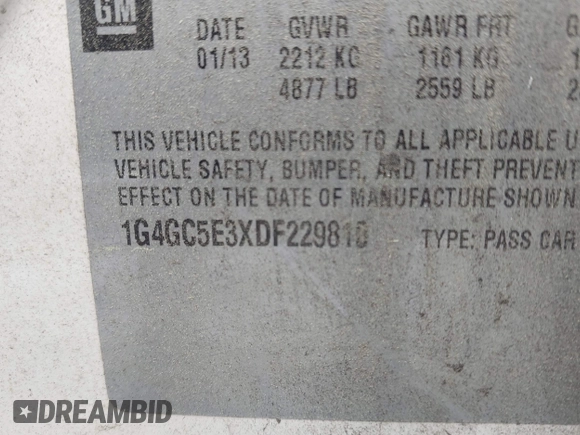 GM
DATE GVWR GAWR FRT G
01/13 2212 KG 1161 KG 1
4877 LB 2559 LB 2
THIS VEHICLE CONFORMS TO ALL APPLICABLE U
VEHICLE SAFETY, BUMPER, AND THEFT PREVENT
EFFECT ON THE DATE OF MANUFACTURE SHOWN
1G4GC5E3XDF229810 TYPE: PASS CAR
DREAMBID